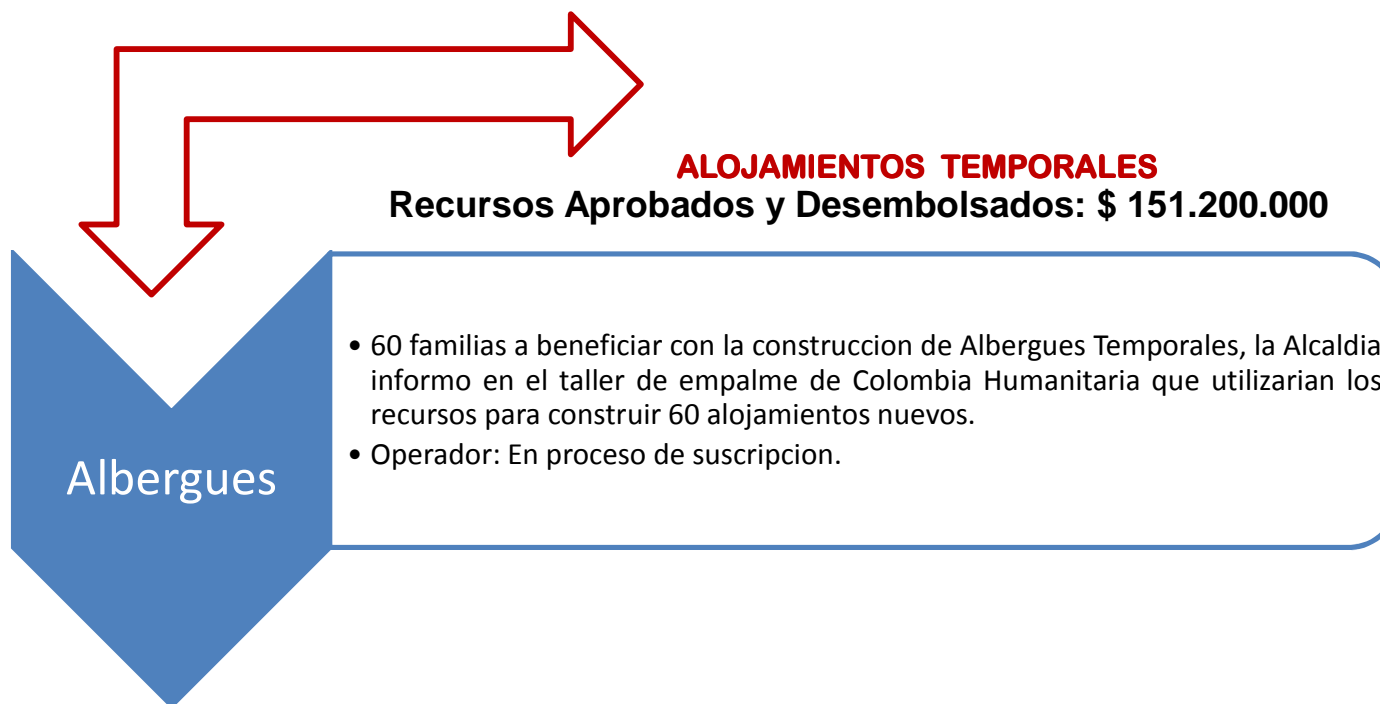 ALOJAMIENTOS TEMPORALES
Recursos Aprobados y Desembolsados: $ 151.200.000
• 60 familias a beneficiar con la construccion de Albergues Temporales, la Alcaldia
informo en el taller de empalme de Colombia Humanitaria que utilizarian los
recursos para construir 60 alojamientos nuevos.
• Operador: En proceso de suscripcion.
Albergues